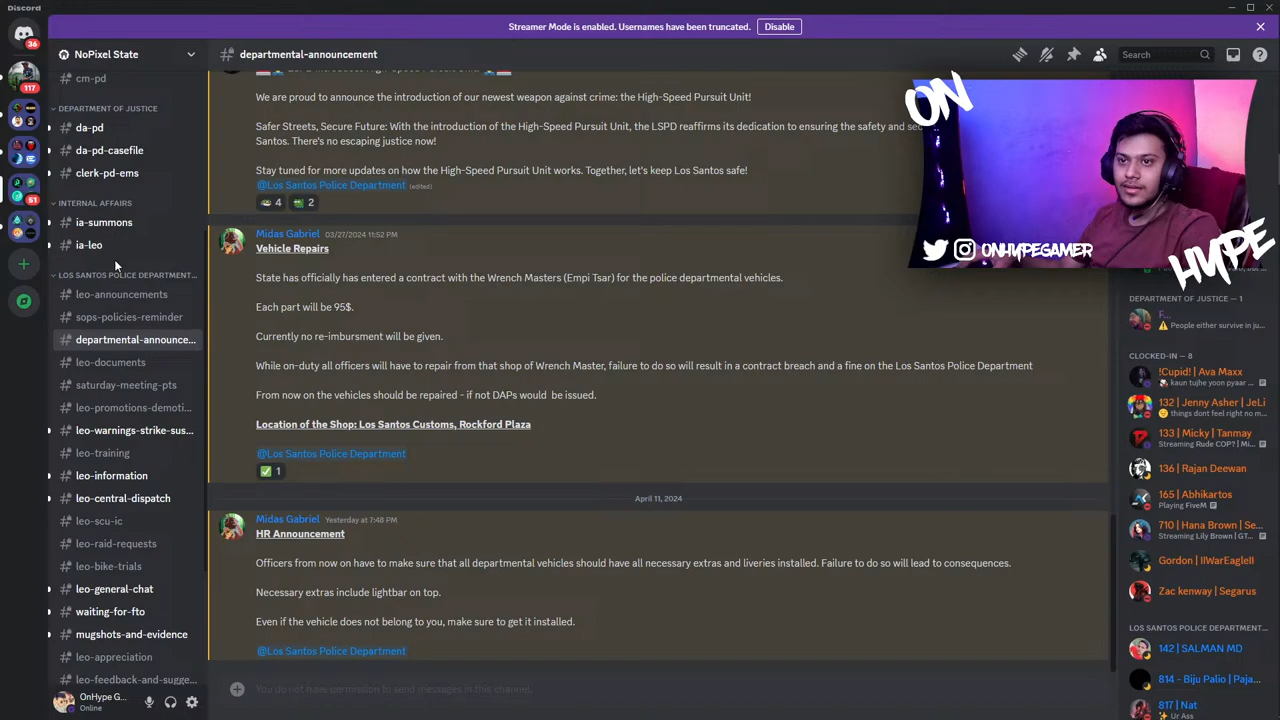 Discord
Streamer Mode is enabled. Usernames have been truncated.
Disable
36
117
51
NoPixel State
cm-pd
DEPARTMENT OF JUSTICE
da-pd
da-pd-casefile
clerk-pd-ems
INTERNAL AFFAIRS
ia-summons
ia-leo
LOS SANTOS POLICE DEPARTMENT...
leo-announcements
sops-policies-reminder
departmental-announce...
leo-documents
saturday-meeting-pts
leo-promotions-demoti...
leo-warnings-strike-sus...
leo-training
leo-information
leo-central-dispatch
leo-scu-ic
leo-raid-requests
leo-bike-trials
leo-general-chat
waiting-for-fto
mugshots-and-evidence
leo-appreciation
leo-feedback-and-sugge...
OnHype G...
Online
departmental-announcement
Search
We are proud to announce the introduction of our newest weapon against crime: the High-Speed Pursuit Unit!
Safer Streets, Secure Future: With the introduction of the High-Speed Pursuit Unit, the LSPD reaffirms its dedication to ensuring the safety and sec
Santos. There's no escaping justice now!
Stay tuned for more updates on how the High-Speed Pursuit Unit works. Together, let's keep Los Santos safe!
@Los Santos Police Department (edited)
4 2
Midas Gabriel 03/27/2024 11:52 PM
Vehicle Repairs
State has officially has entered a contract with the Wrench Masters (Empi Tsar) for the police departmental vehicles.
Each part will be 95$.
Currently no re-imbursment will be given.
While on-duty all officers will have to repair from that shop of Wrench Master, failure to do so will result in a contract breach and a fine on the Los Santos Police Department
From now on the vehicles should be repaired - if not DAPs would be issued.
Location of the Shop: Los Santos Customs, Rockford Plaza
@Los Santos Police Department
1
April 11, 2024
Midas Gabriel Yesterday at 7:48 PM
HR Announcement
Officers from now on have to make sure that all departmental vehicles should have all necessary extras and liveries installed. Failure to do so will lead to consequences.
Necessary extras include lightbar on top.
Even if the vehicle does not belong to you, make sure to get it installed.
@Los Santos Police Department
You do not have permission to send messages in this channel.
ON
ONHYPEGAMER
HYPE
DEPARTMENT OF JUSTICE — 1
F...
People either survive in ju...
CLOCKED-IN — 8
!Cupid! | Ava Maxx
kaun tujhe yoon pyaar ...
132 | Jenny Asher | JeLi
things dont feel right no m...
133 | Micky | Tanmay
Streaming Rude COP? | Mi...
136 | Rajan Deewan
165 | Abhikartos
Playing FiveM
710 | Hana Brown | Se...
Streaming Lily Brown | GT...
Gordon | IIWarEagleII
Zac kenway | Segarus
LOS SANTOS POLICE DEPARTMENT...
142 | SALMAN MD
814 - Biju Palio | Paja...
817 | Nat
Ur Ass